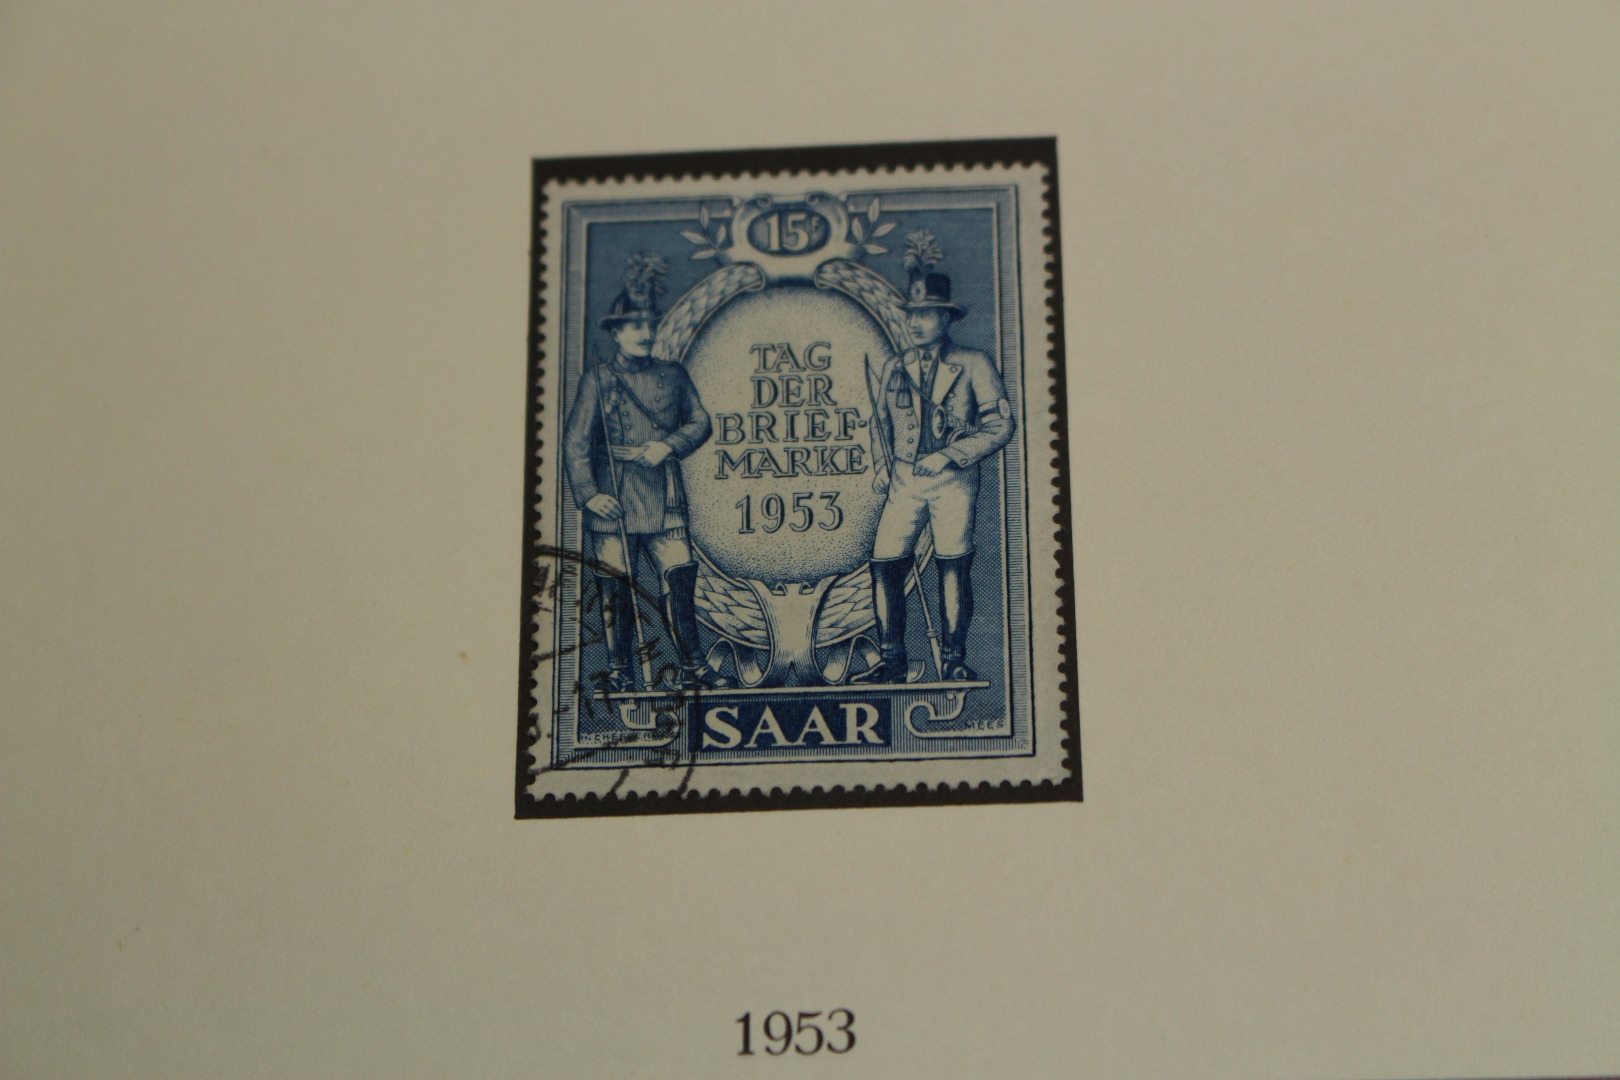 15F
TAG
DER
BRIEF-
MARKE
1953
SAAR
MEES
1953